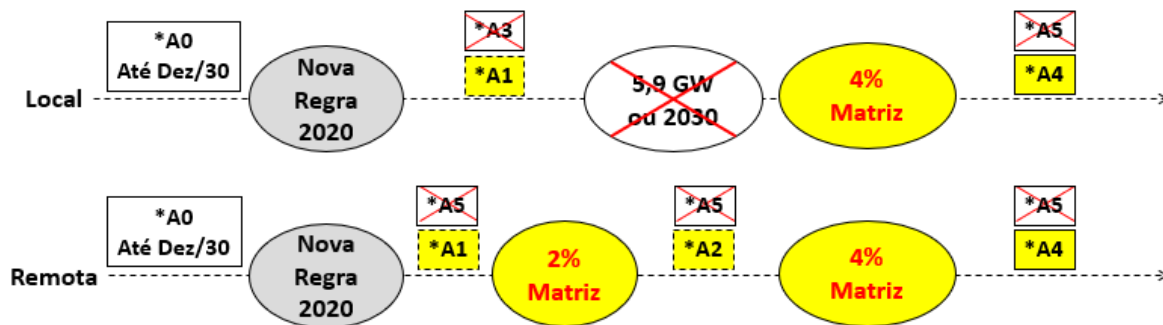 *A0
Até Dez/30
Local
Nova
Regra
2020
*A3
*A1
5,9 GW
ou 2030
4%
Matriz
*A5
*A4
*A0
Até Dez/30
Remota
Nova
Regra
2020
*A5
*A1
2%
Matriz
*A5
*A2
4%
Matriz
*A5
*A4